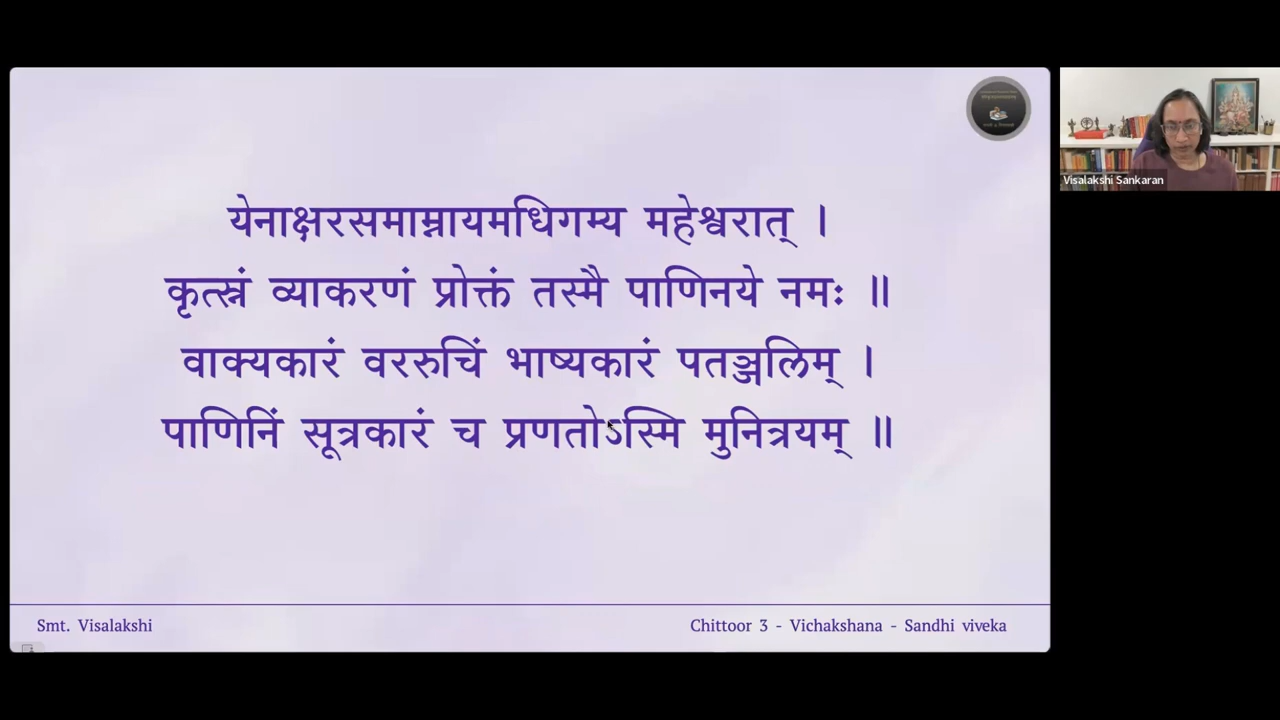 येनाक्षरसमाम्नायमधिगम्य महेश्वरात् ।
कृत्स्नं व्याकरणं प्रोक्तं तस्मै पाणिनये नमः ॥
वाक्यकारं वररुचिं भाष्यकारं पतञ्जलिम् ।
पाणिनिं सूत्रकारं च प्रणतोऽस्मि मुनित्रयम् ॥
Smt. Visalakshi
Chittoor 3 - Vichakshana - Sandhi viveka
Visalakshi Sankaran